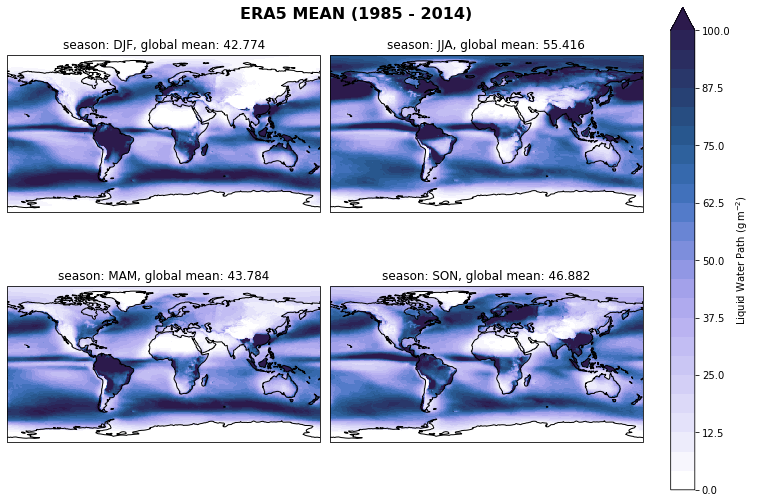 ERA5 MEAN (1985 - 2014)
season: DJF, global mean: 42.774
season: JJA, global mean: 55.416
season: MAM, global mean: 43.784
season: SON, global mean: 46.882
100.0
87.5
75.0
62.5
50.0
37.5
25.0
12.5
0.0
Liquid Water Path (g m⁻²)